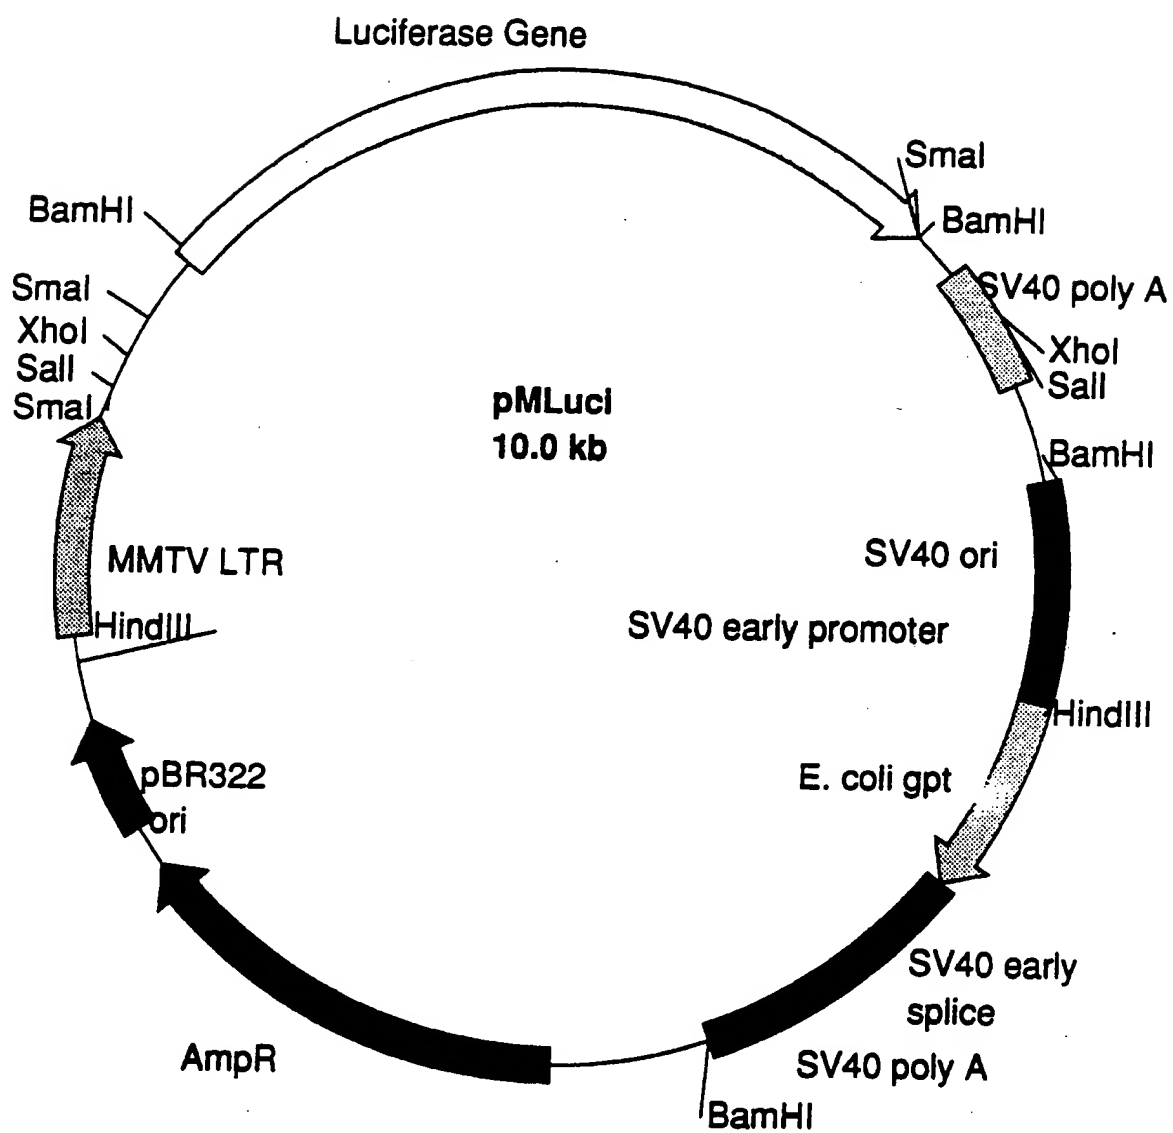 Luciferase Gene
SmaI
BamHI
BamHI
SmaI
SV40 poly A
XhoI
XhoI
SalI
SalI
SmaI
pMLuci
10.0 kb
BamHI
SV40 ori
MMTV LTR
HindIII
SV40 early promoter
HindIII
pBR322
ori
E. coli gpt
SV40 early
splice
AmpR
SV40 poly A
BamHI